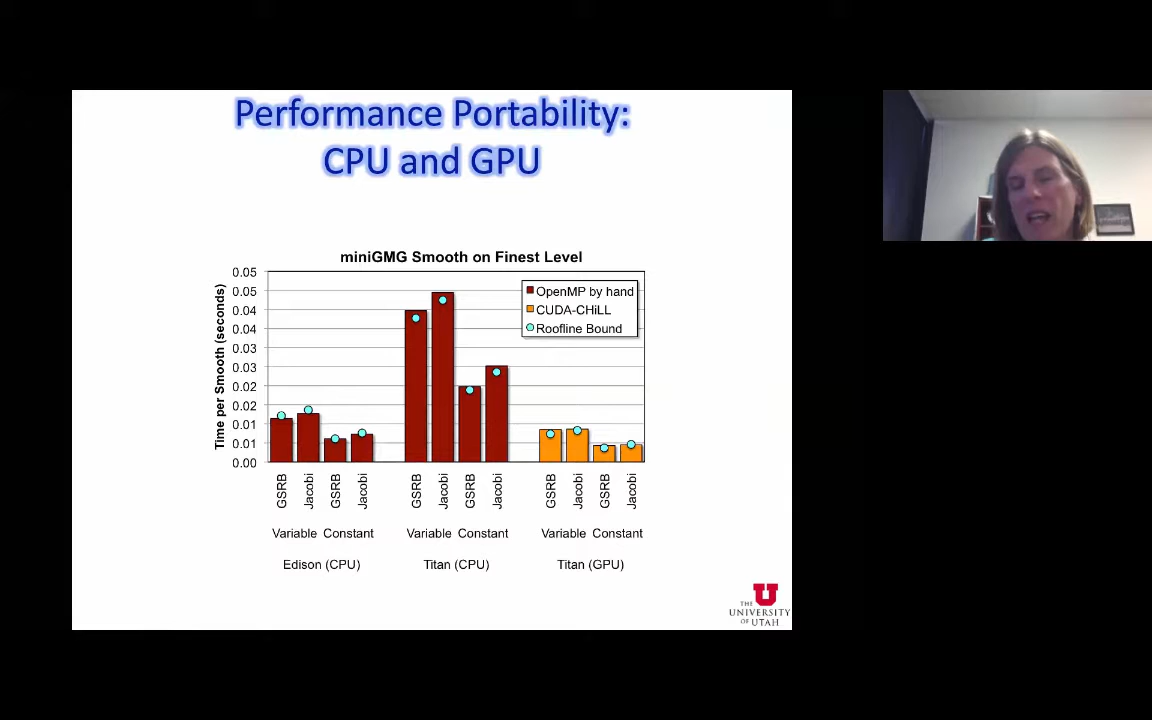 Performance Portability:
CPU and GPU
miniGMG Smooth on Finest Level
Time per Smooth (seconds)
0.05
0.05
0.04
0.04
0.03
0.03
0.02
0.02
0.01
0.01
0.00
OpenMP by hand
CUDA-CHiLL
Roofline Bound
GSRB Jacobi GSRB Jacobi GSRB Jacobi GSRB Jacobi GSRB Jacobi GSRB Jacobi
Variable Constant Variable Constant Variable Constant
Edison (CPU) Titan (CPU) Titan (GPU)
U
THE
UNIVERSITY
OF UTAH